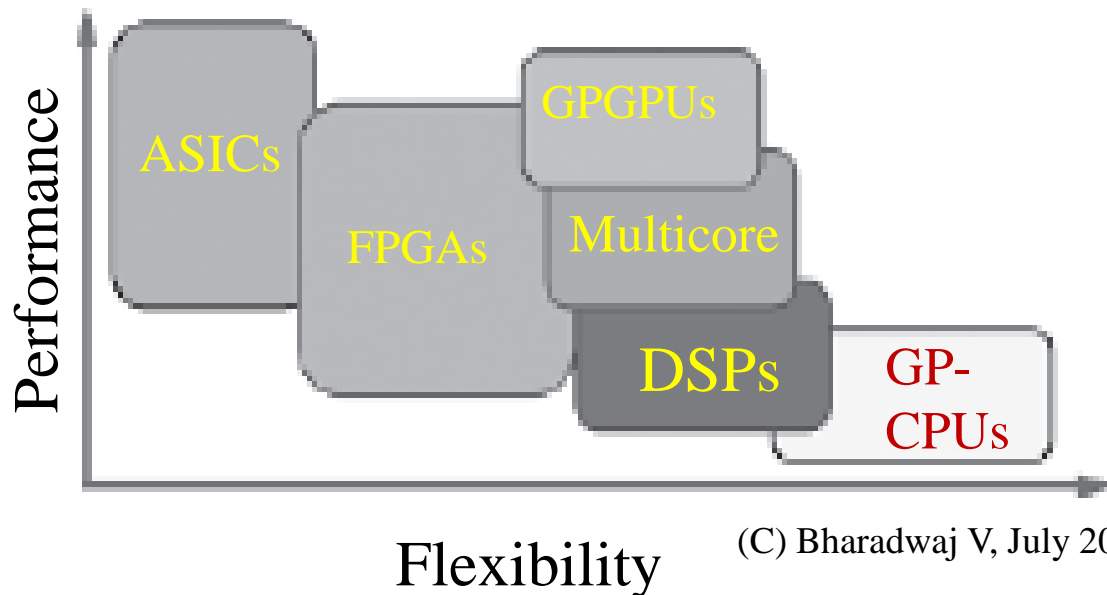 Performance
ASICs
FPGAs
GPGPUs
Multicore
DSPs
GP-
CPUs
Flexibility
(C) Bharadwaj V, July